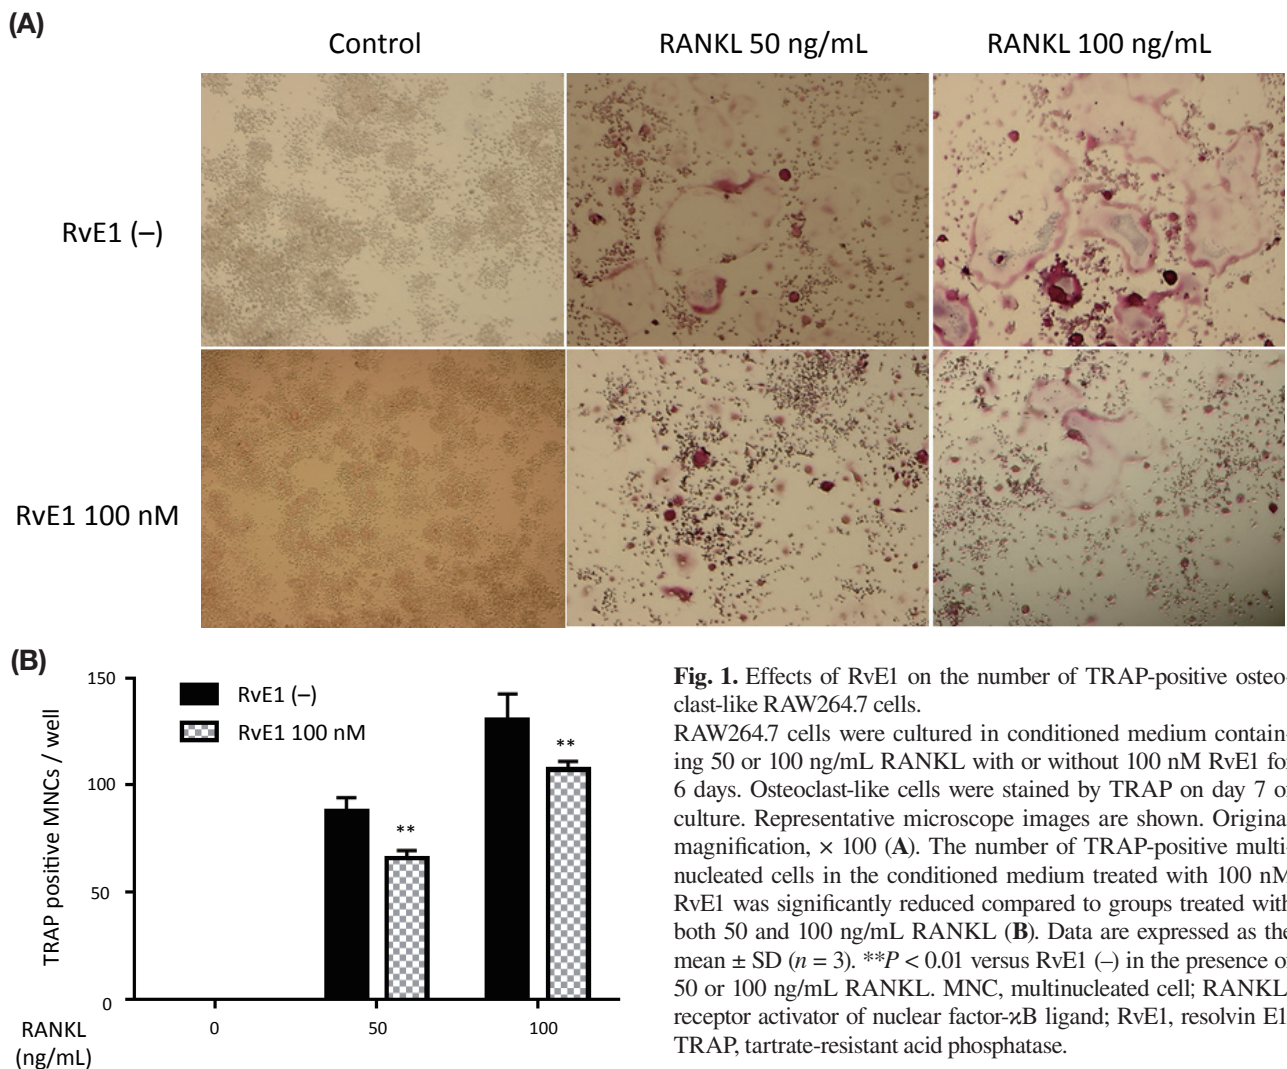 (A)
Control
RANKL 50 ng/mL
RANKL 100 ng/mL
RvE1 (–)
RvE1 100 nM
(B)
TRAP positive MNCs / well
150
100
50
0
RvE1 (–)
RvE1 100 nM
**
**
RANKL
(ng/mL)
0
50
100
Fig. 1. Effects of RvE1 on the number of TRAP-positive osteo-
clast-like RAW264.7 cells.
RAW264.7 cells were cultured in conditioned medium contain-
ing 50 or 100 ng/mL RANKL with or without 100 nM RvE1 for
6 days. Osteoclast-like cells were stained by TRAP on day 7 of
culture. Representative microscope images are shown. Original
magnification, × 100 (A). The number of TRAP-positive multi-
nucleated cells in the conditioned medium treated with 100 nM
RvE1 was significantly reduced compared to groups treated with
both 50 and 100 ng/mL RANKL (B). Data are expressed as the
mean ± SD (n = 3). **P < 0.01 versus RvE1 (–) in the presence of
50 or 100 ng/mL RANKL. MNC, multinucleated cell; RANKL,
receptor activator of nuclear factor-κB ligand; RvE1, resolvin E1;
TRAP, tartrate-resistant acid phosphatase.